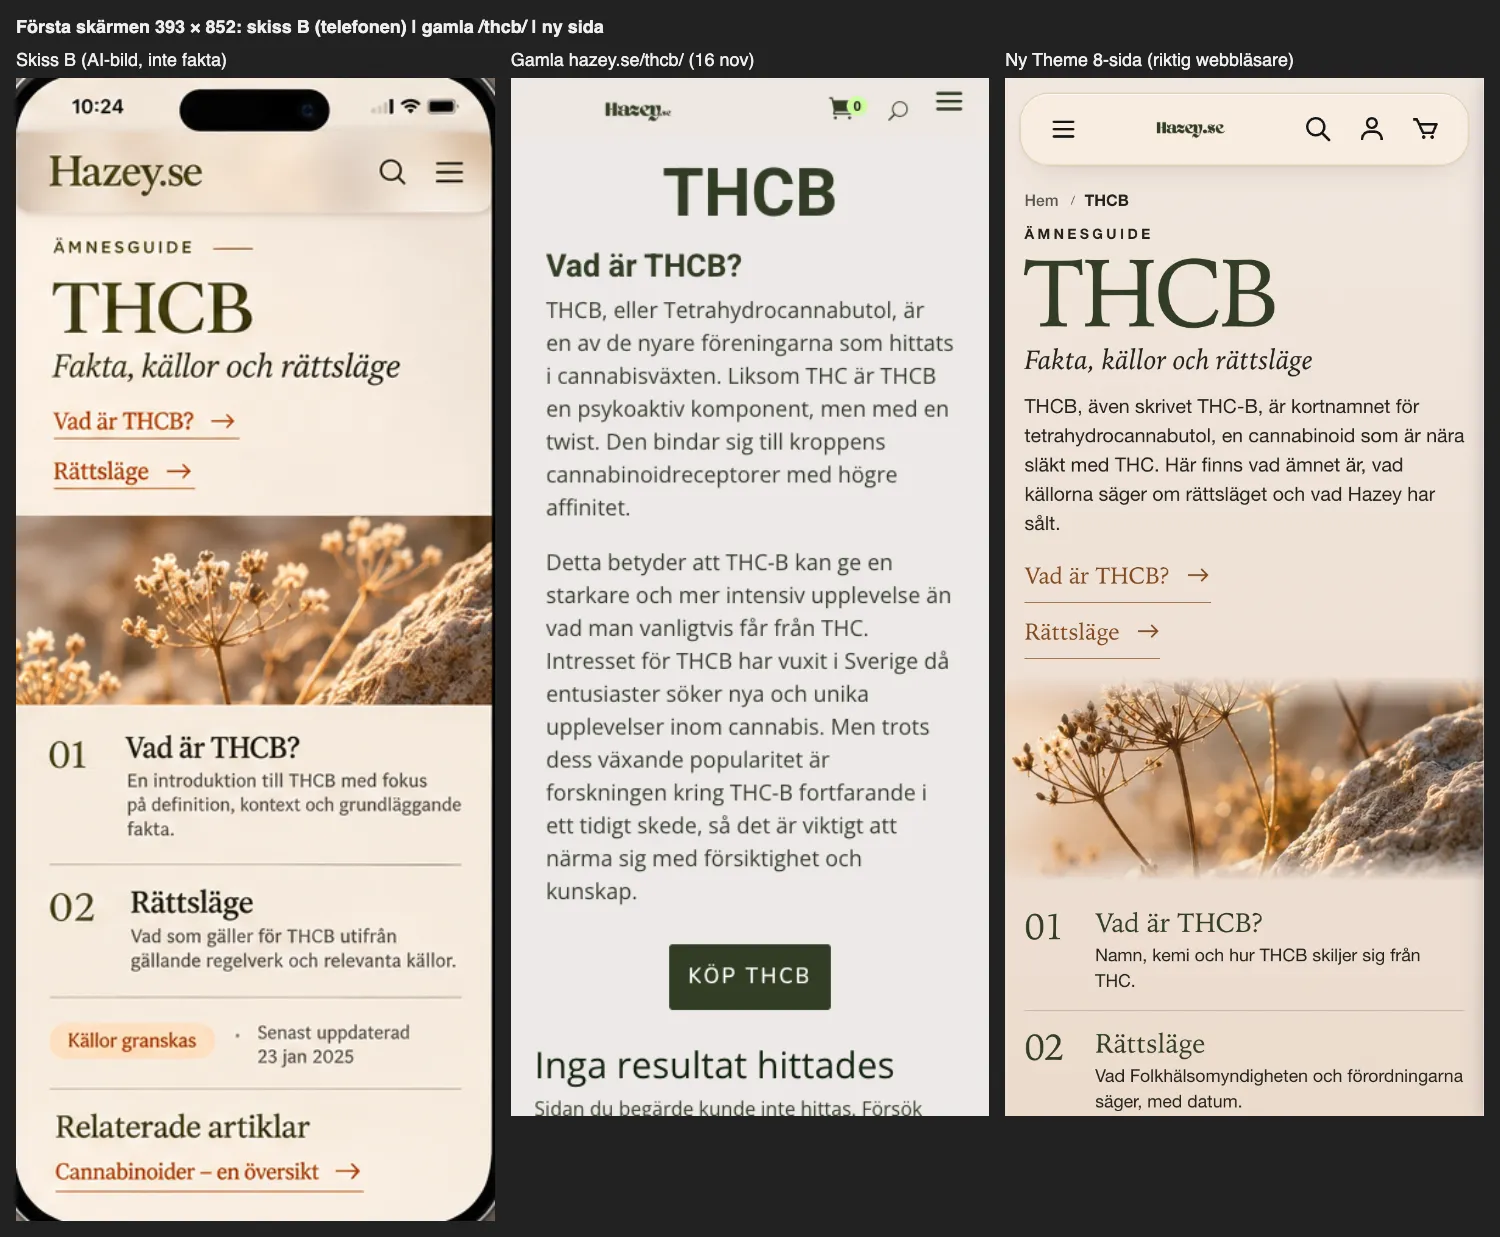 Första skärmen 393 × 852: skiss B (telefonen) | gamla /thcb/ | ny sida
Skiss B (AI-bild, inte fakta)
10:24
Hazey.se
ÄMNESGUIDE
THCB
Fakta, källor och rättsläge
Vad är THCB? →
Rättsläge →
01
Vad är THCB?
En introduktion till THCB med fokus
på definition, kontext och grundläggande
fakta.
02
Rättsläge
Vad som gäller för THCB utifrån
gällande regelverk och relevanta källor.
Källor granskas
· Senast uppdaterad
23 jan 2025
Relaterade artiklar
Cannabinoider – en översikt →
Gamla hazey.se/thcb/ (16 nov)
Hazey.se
0
THCB
Vad är THCB?
THCB, eller Tetrahydrocannabutol, är
en av de nyare föreningarna som hittats
i cannabisväxten. Liksom THC är THCB
en psykoaktiv komponent, men med en
twist. Den bindar sig till kroppens
cannabinoidreceptorer med högre
affinitet.
Detta betyder att THC-B kan ge en
starkare och mer intensiv upplevelse än
vad man vanligtvis får från THC.
Intresset för THCB har vuxit i Sverige då
entusiaster söker nya och unika
upplevelser inom cannabis. Men trots
dess växande popularitet är
forskningen kring THC-B fortfarande i
ett tidigt skede, så det är viktigt att
närma sig med försiktighet och
kunskap.
KÖP THCB
Inga resultat hittades
Sidan du begärde kunde inte hittas. Försök
Ny Theme 8-sida (riktig webbläsare)
Hazey.se
Hem / THCB
ÄMNESGUIDE
THCB
Fakta, källor och rättsläge
THCB, även skrivet THC-B, är kortnamnet för
tetrahydrocannabutol, en cannabinoid som är nära
släkt med THC. Här finns vad ämnet är, vad
källorna säger om rättsläget och vad Hazey har
sålt.
Vad är THCB? →
Rättsläge →
01
Vad är THCB?
Namn, kemi och hur THCB skiljer sig från
THC.
02
Rättsläge
Vad Folkhälsomyndigheten och förordningarna
säger, med datum.